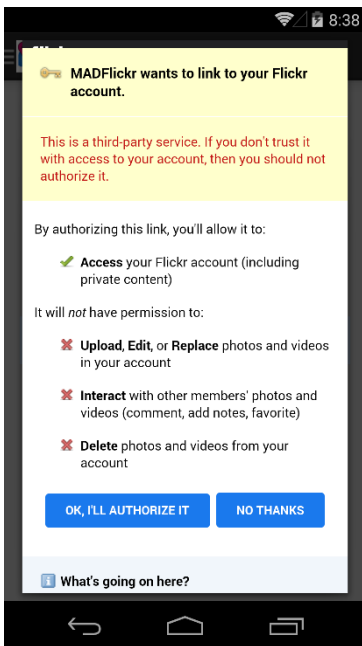 8:38
MADFlickr wants to link to your Flickr
account.
This is a third-party service. If you don't trust it
with access to your account, then you should not
authorize it.
By authorizing this link, you'll allow it to:
Access your Flickr account (including
private content)
It will not have permission to:
Upload, Edit, or Replace photos and videos
in your account
Interact with other members' photos and
videos (comment, add notes, favorite)
Delete photos and videos from your
account
OK, I'LL AUTHORIZE IT
NO THANKS
What's going on here?